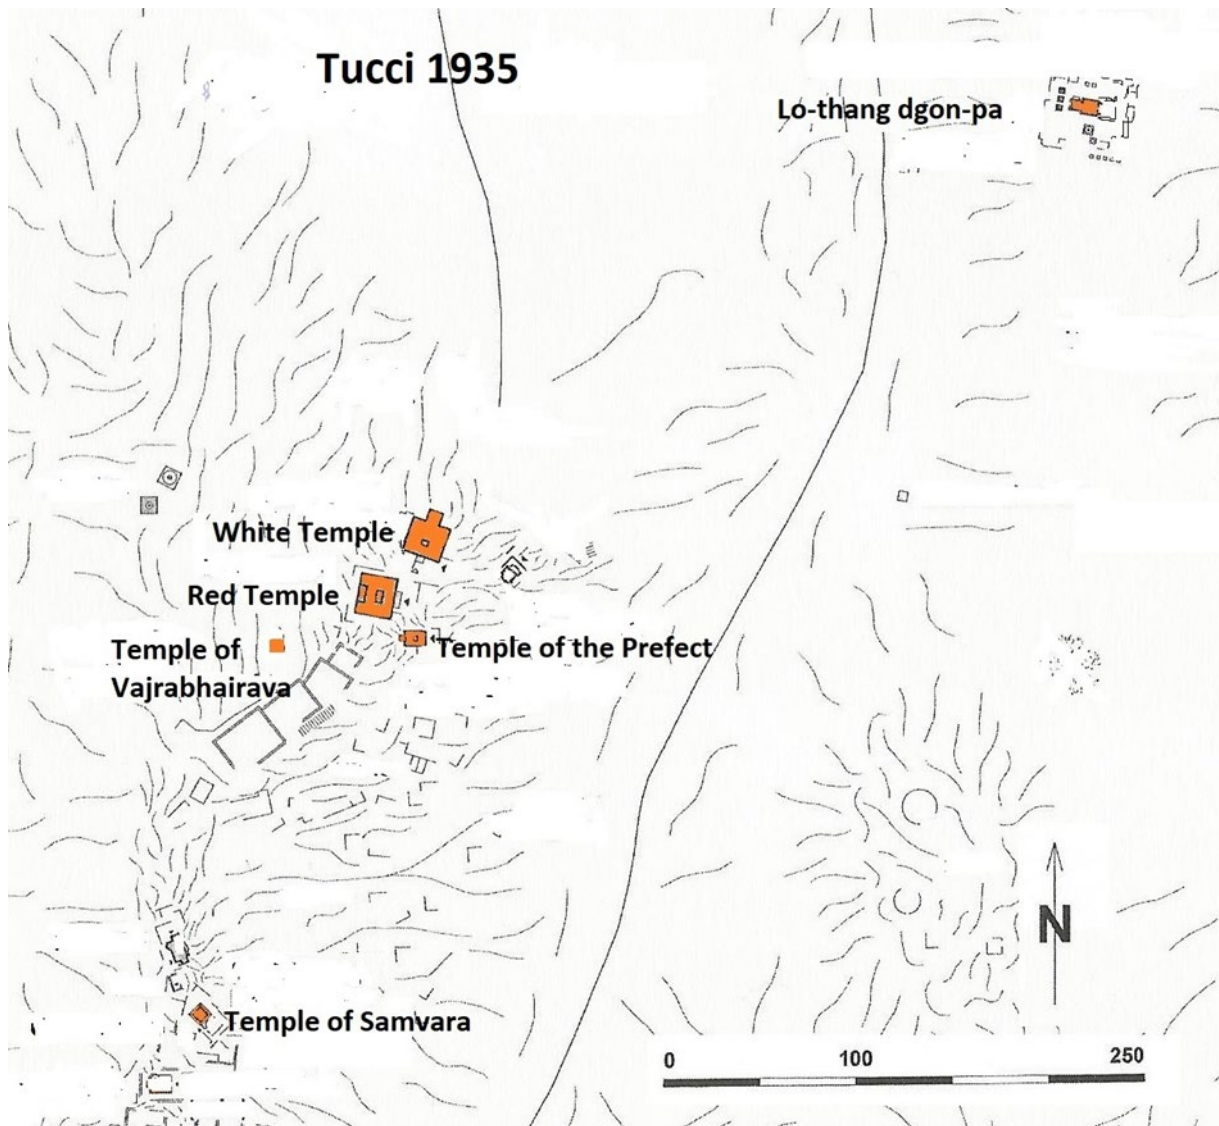 Tucci 1935
Lo-thang dgon-pa
White Temple
Red Temple
Temple of the Prefect
Temple of
Vajrabhairava
Temple of Samvara
N
0 100 250